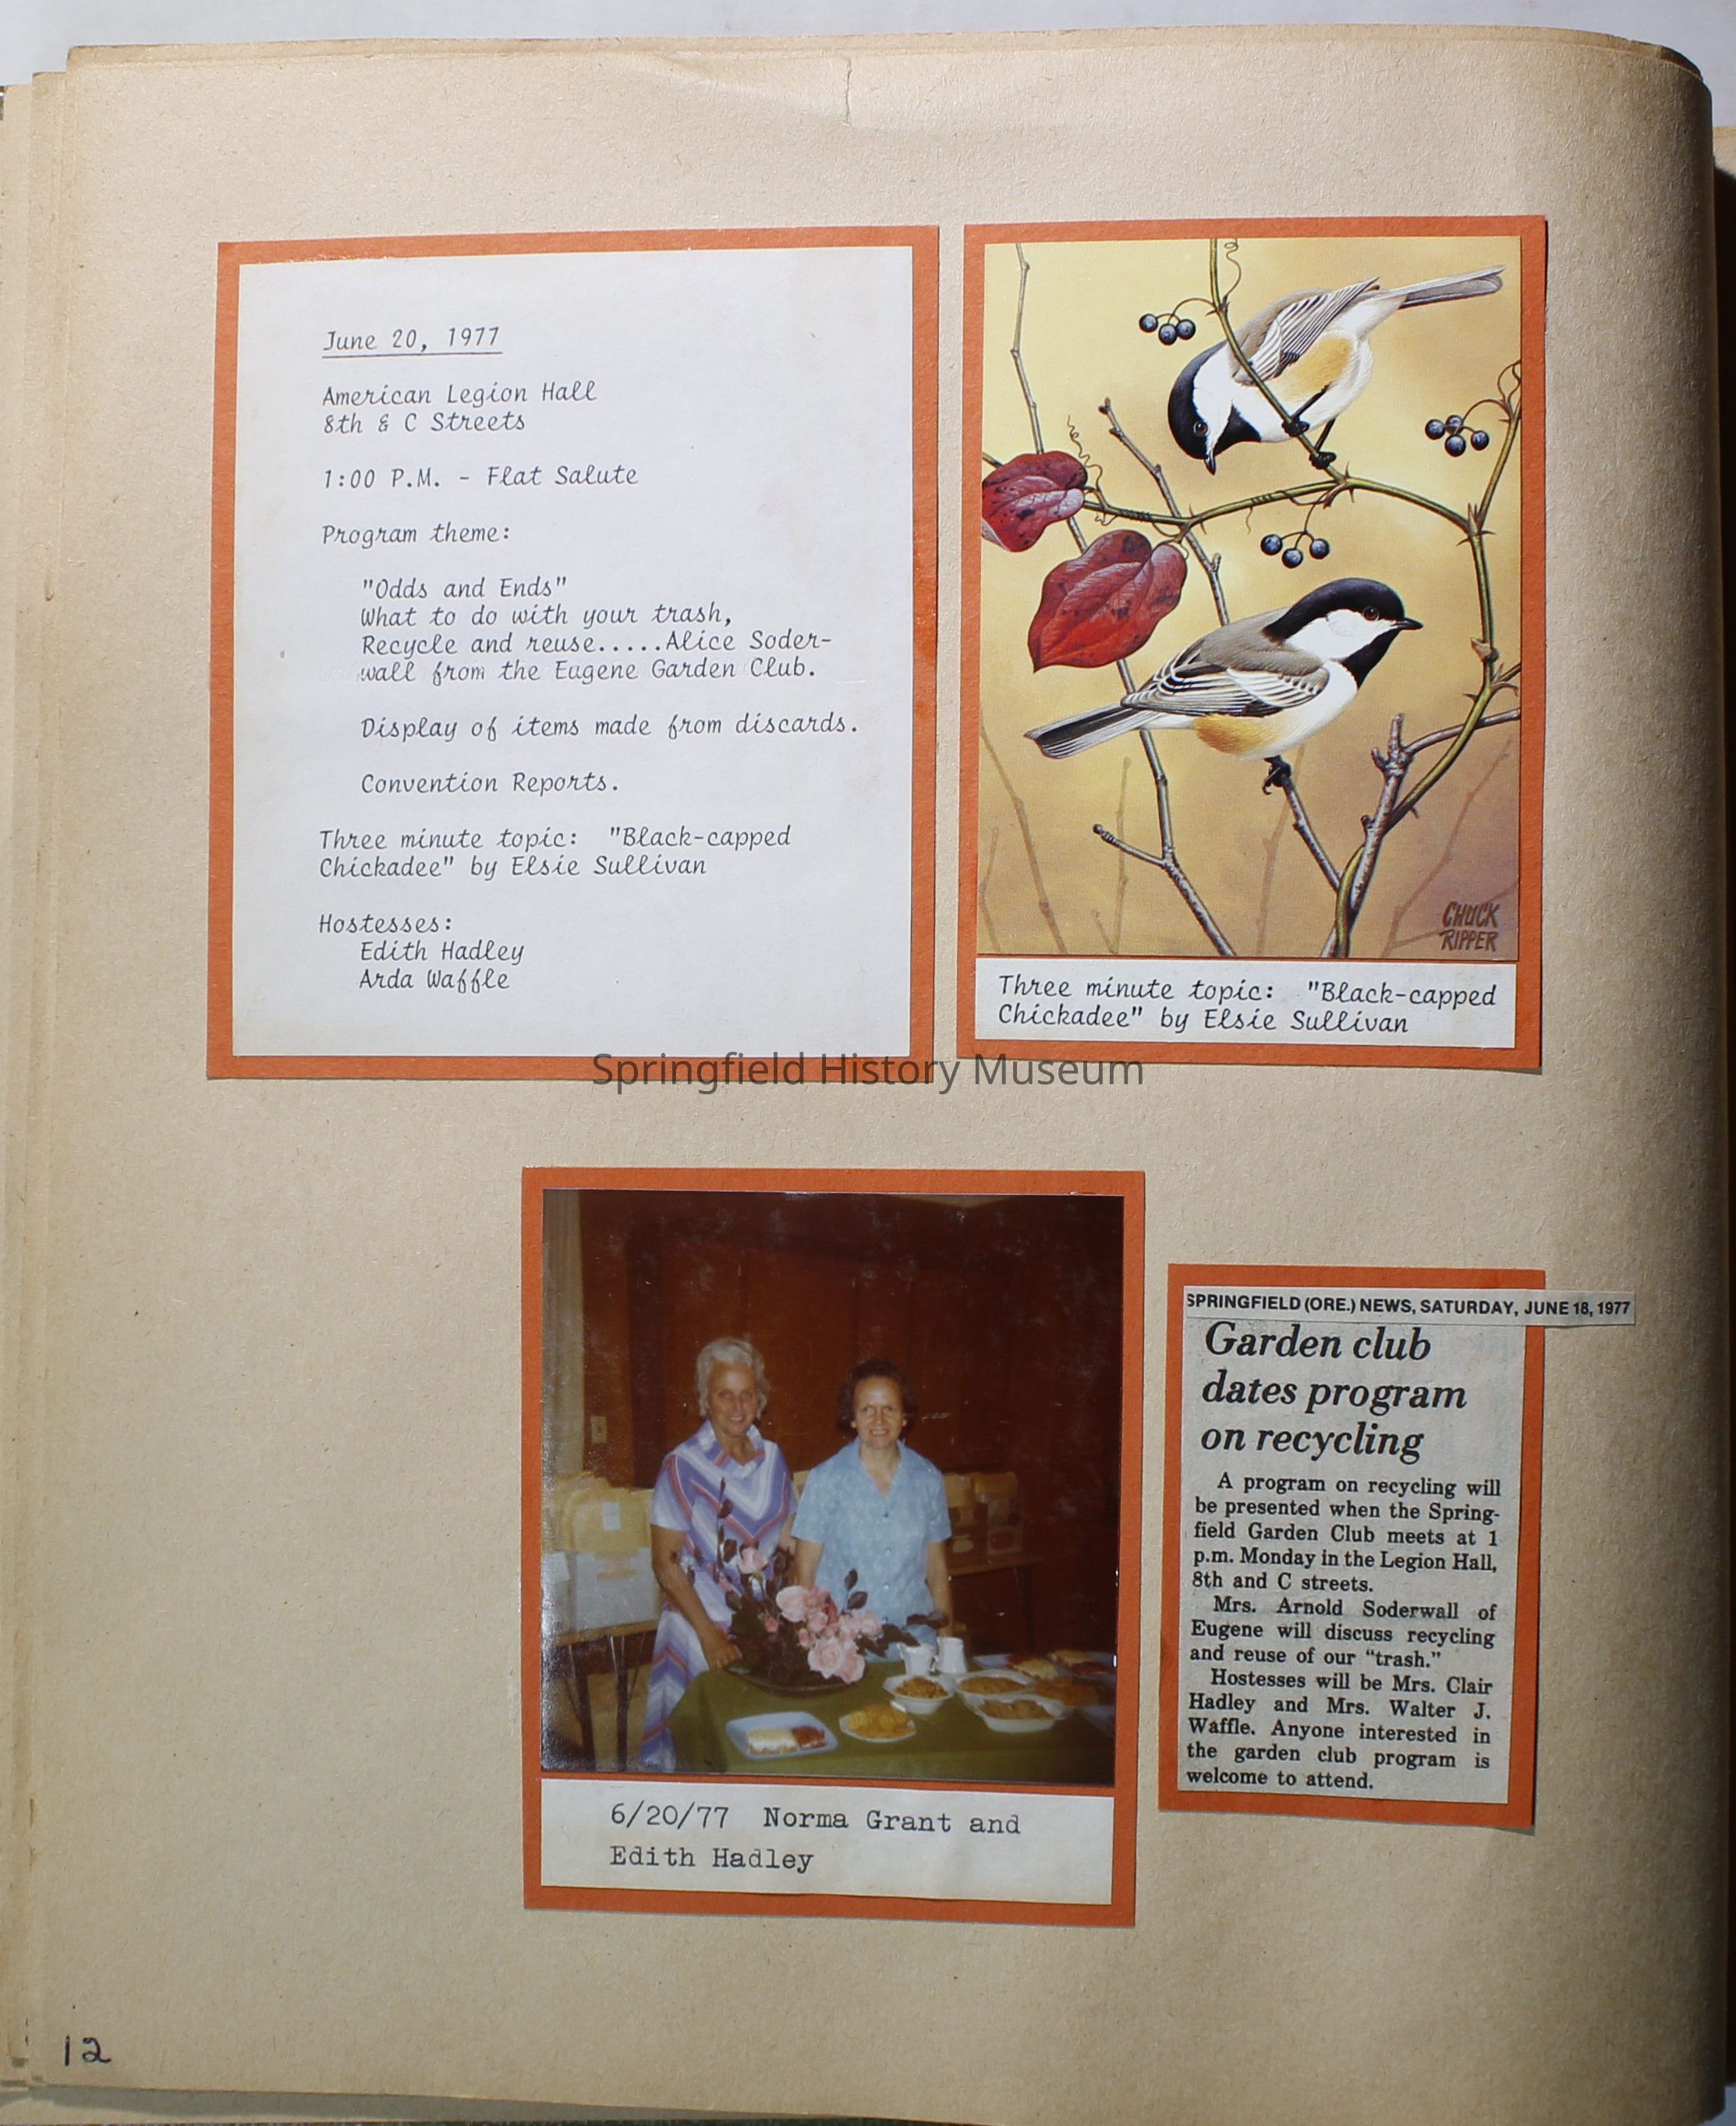 June 20, 1977
American Legion Hall
8th & C Streets
1:00 P.M. - Flat Salute
Program theme:
"Odds and Ends"
What to do with your trash,
Recycle and reuse.....Alice Soder-
wall from the Eugene Garden Club.
Display of items made from discards.
Convention Reports.
Three minute topic: "Black-capped
Chickadee" by Elsie Sullivan
Hostesses:
Edith Hadley
Arda Waffle
CHUCK
RIPPER
Three minute topic: "Black-capped
Chickadee" by Elsie Sullivan
Springfield History Museum
6/20/77 Norma Grant and
Edith Hadley
SPRINGFIELD (ORE.) NEWS, SATURDAY, JUNE 18, 1977
Garden club
dates program
on recycling
A program on recycling will
be presented when the Spring-
field Garden Club meets at 1
p.m. Monday in the Legion Hall,
8th and C streets.
Mrs. Arnold Soderwall of
Eugene will discuss recycling
and reuse of our "trash."
Hostesses will be Mrs. Clair
Hadley and Mrs. Walter J.
Waffle. Anyone interested in
the garden club program is
welcome to attend.
12